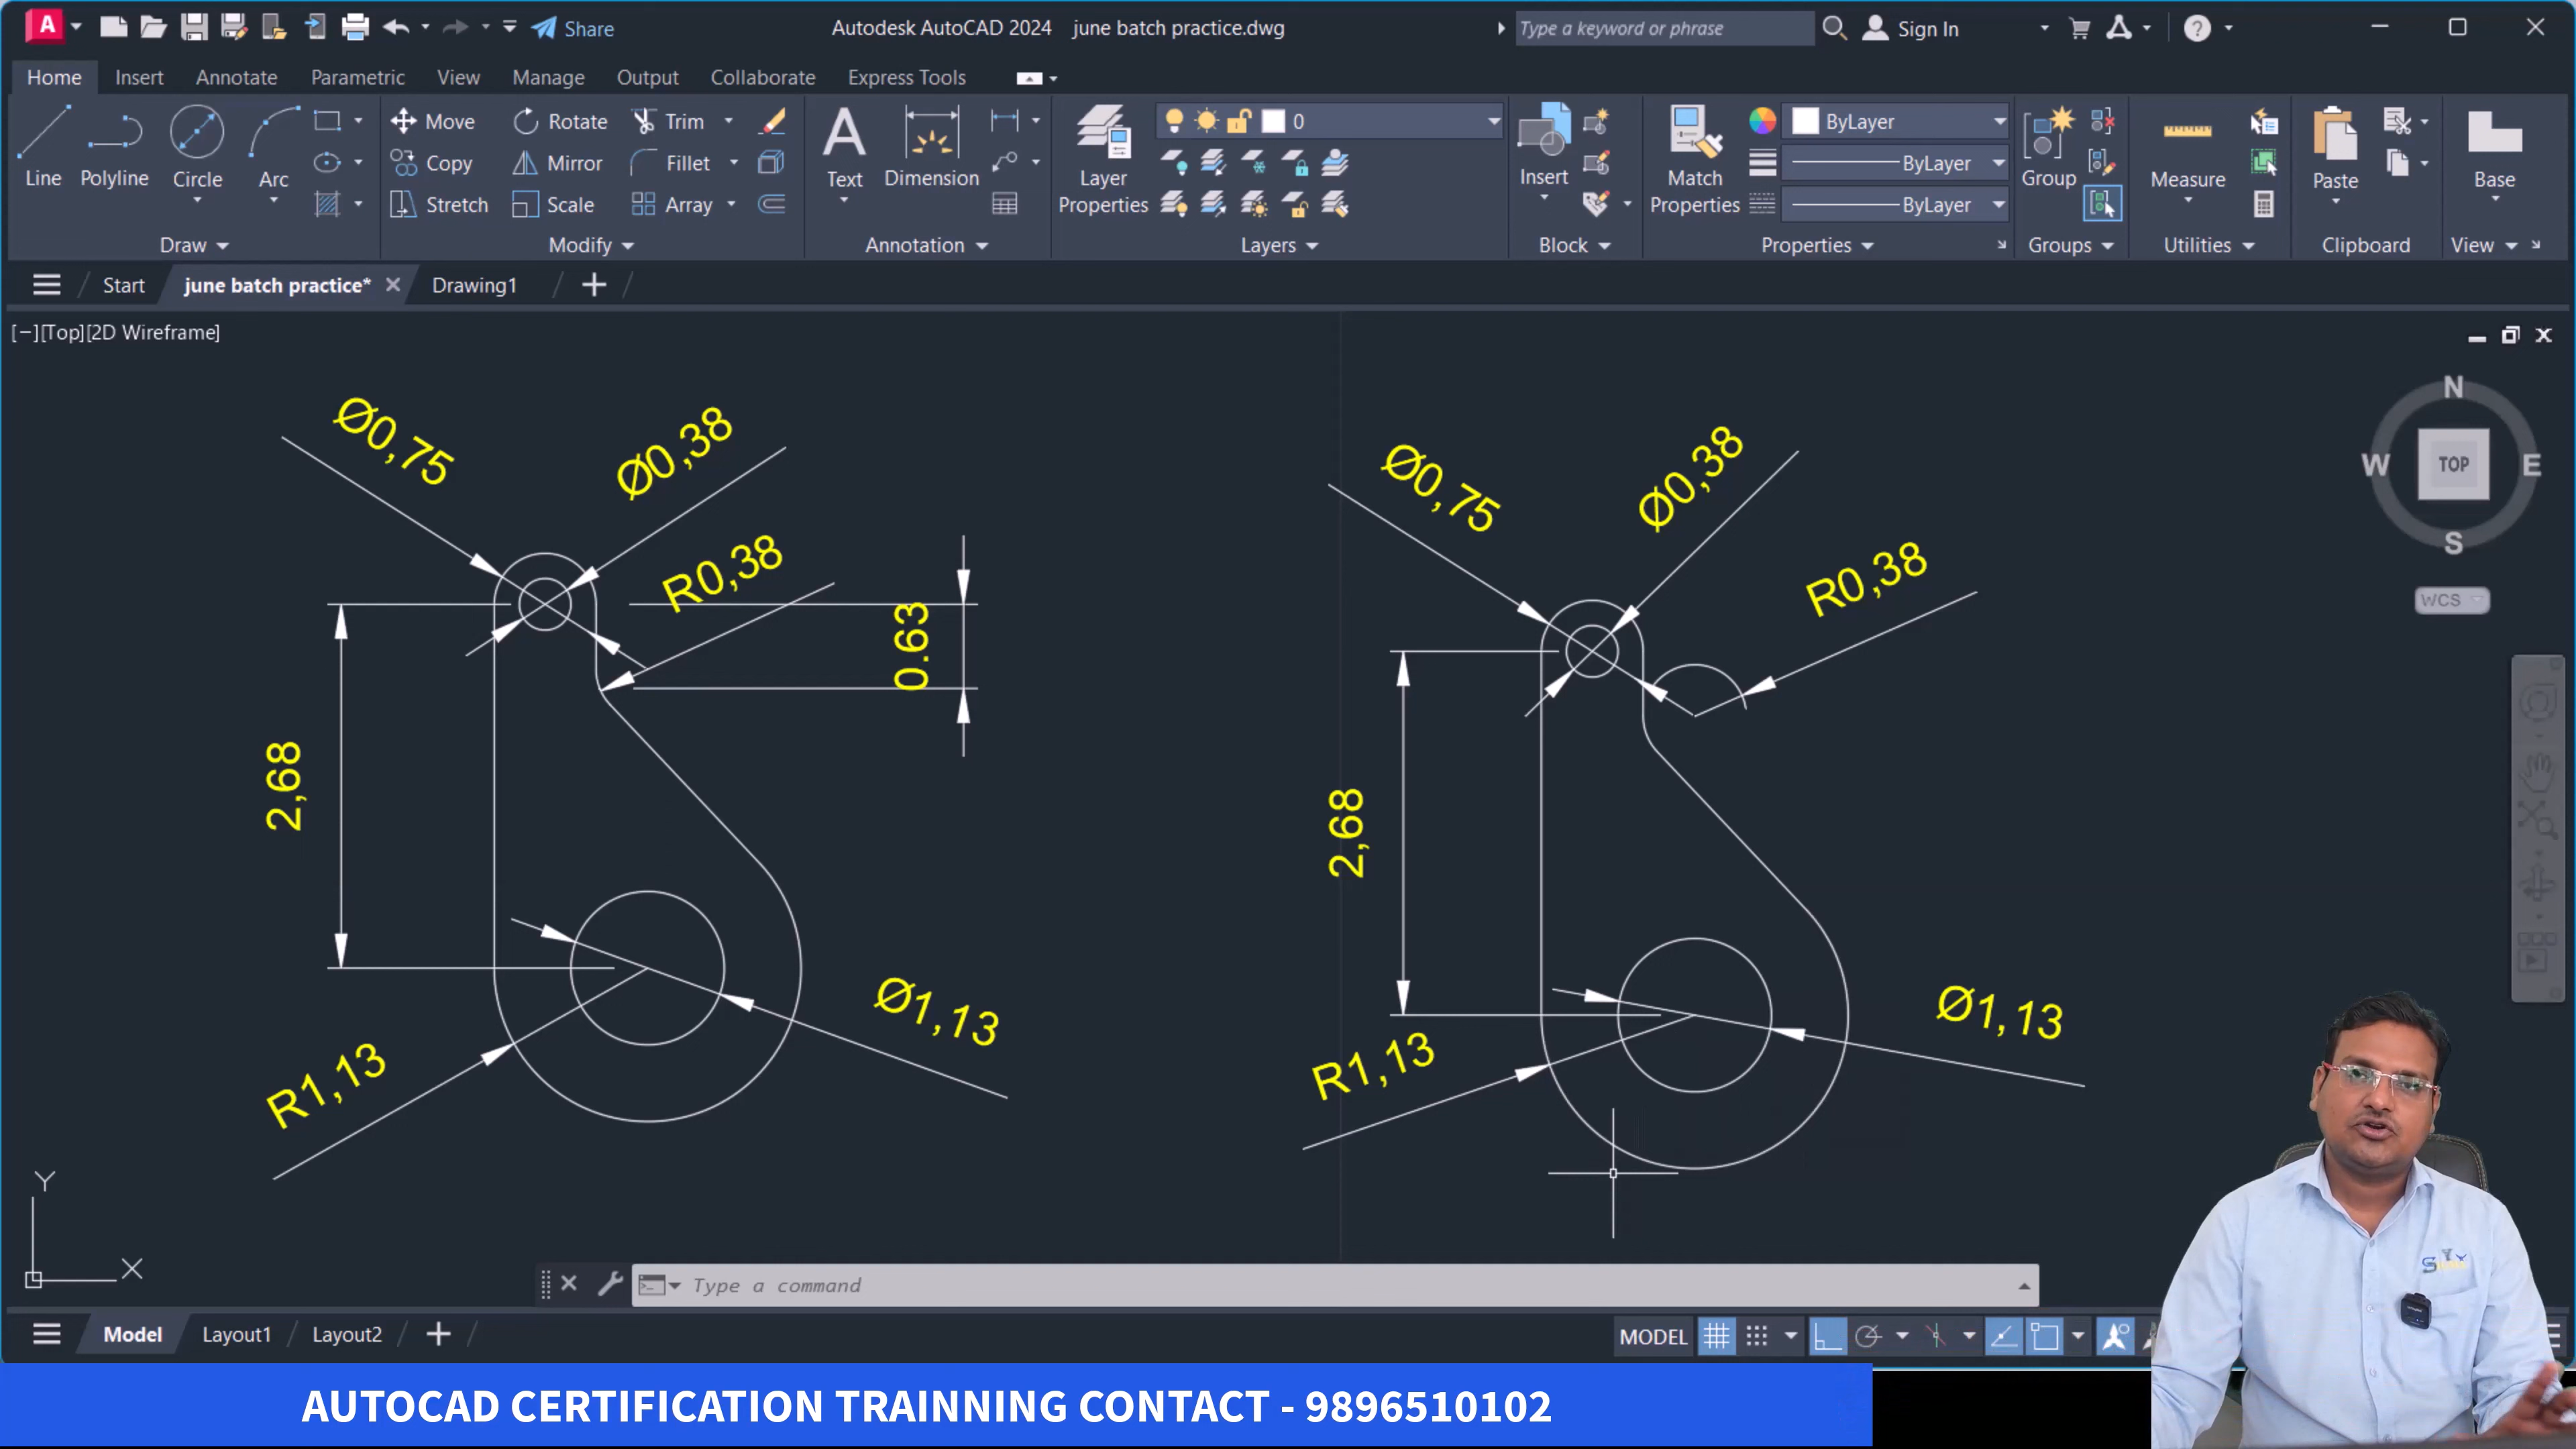 A
Share
Autodesk AutoCAD 2024 june batch practice.dwg
Type a keyword or phrase
Sign In
Home Insert Annotate Parametric View Manage Output Collaborate Express Tools
Line Polyline Circle Arc
Move Rotate Trim
Copy Mirror Fillet
Stretch Scale Array
Text Dimension
Layer Properties
0
Insert
Match Properties
ByLayer
ByLayer
ByLayer
Group
Measure
Paste
Base
Draw Modify Annotation Layers Block Properties Groups Utilities Clipboard View
Start june batch practice* Drawing1
[−][Top][2D Wireframe]
N
W TOP E
S
WCS
Ø0,75
Ø0,38
R0,38
0.63
2,68
Ø1,13
R1,13
Ø0,75
Ø0,38
R0,38
2,68
Ø1,13
R1,13
Y
X
Type a command
Model Layout1 Layout2
MODEL
AUTOCAD CERTIFICATION TRAINNING CONTACT - 9896510102